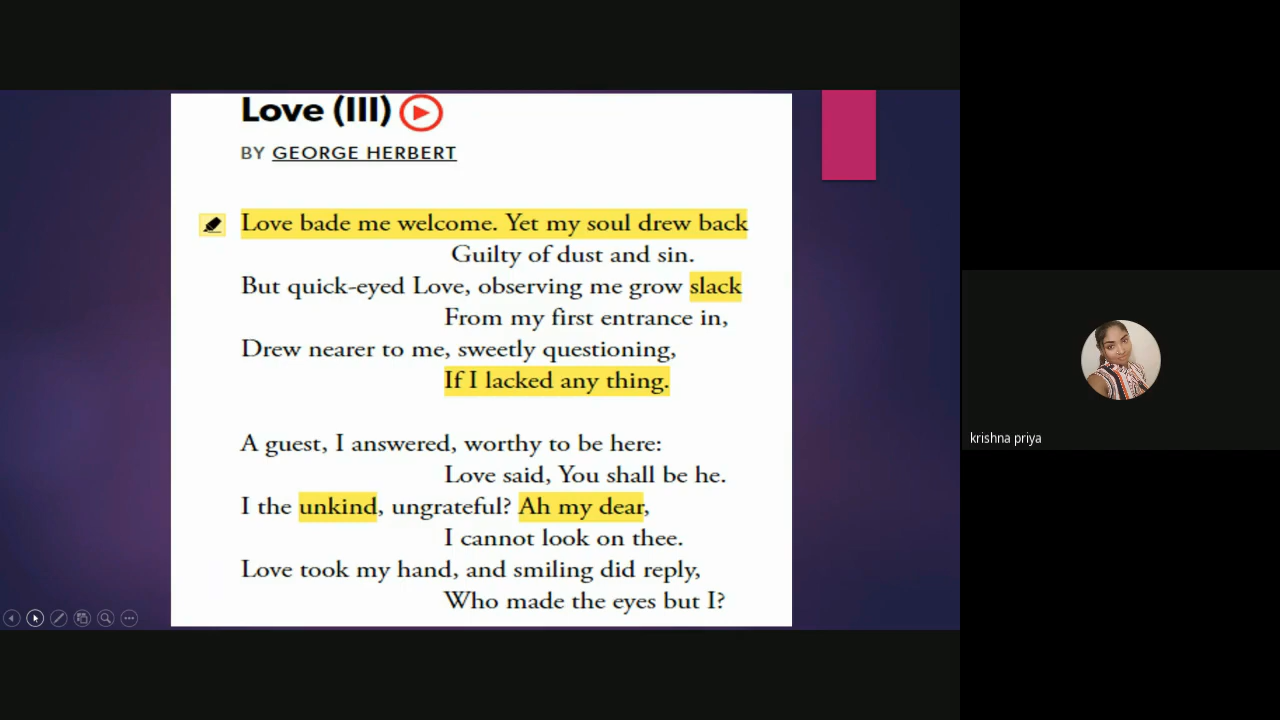 Love (III)
BY GEORGE HERBERT
Love bade me welcome. Yet my soul drew back
Guilty of dust and sin.
But quick-eyed Love, observing me grow slack
From my first entrance in,
Drew nearer to me, sweetly questioning,
If I lacked any thing.
A guest, I answered, worthy to be here:
Love said, You shall be he.
I the unkind, ungrateful? Ah my dear,
I cannot look on thee.
Love took my hand, and smiling did reply,
Who made the eyes but I?
krishna priya